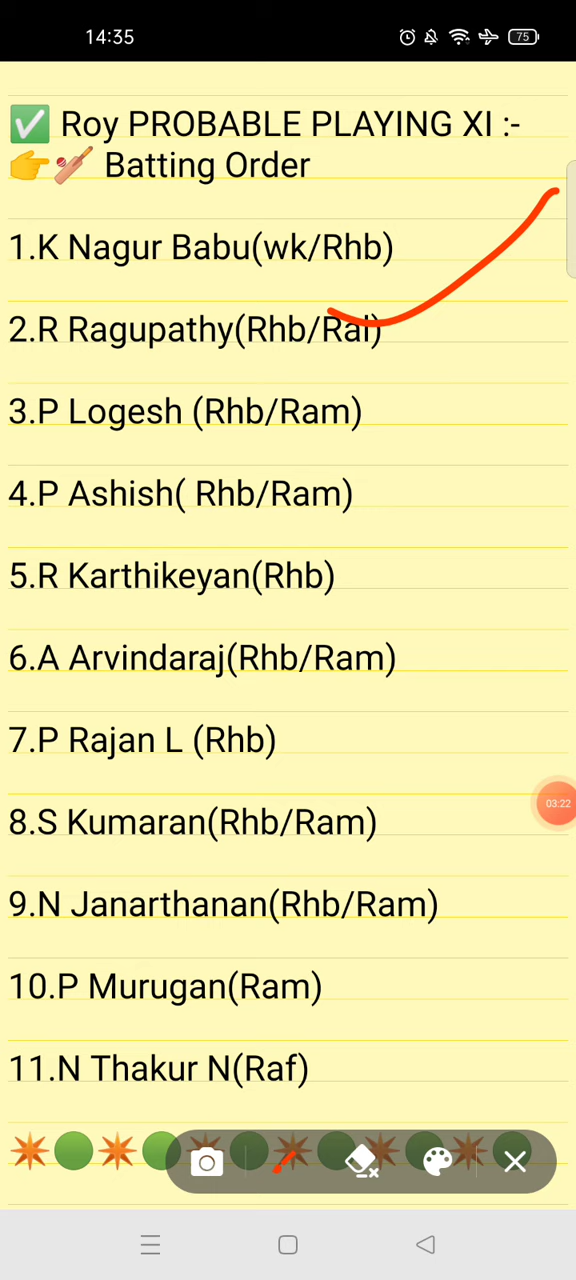 14:35
75
✅ Roy PROBABLE PLAYING XI :-
👉🏏 Batting Order
1.K Nagur Babu(wk/Rhb)
2.R Ragupathy(Rhb/Ral)
3.P Logesh (Rhb/Ram)
4.P Ashish( Rhb/Ram)
5.R Karthikeyan(Rhb)
6.A Arvindaraj(Rhb/Ram)
7.P Rajan L (Rhb)
03:22
8.S Kumaran(Rhb/Ram)
9.N Janarthanan(Rhb/Ram)
10.P Murugan(Ram)
11.N Thakur N(Raf)